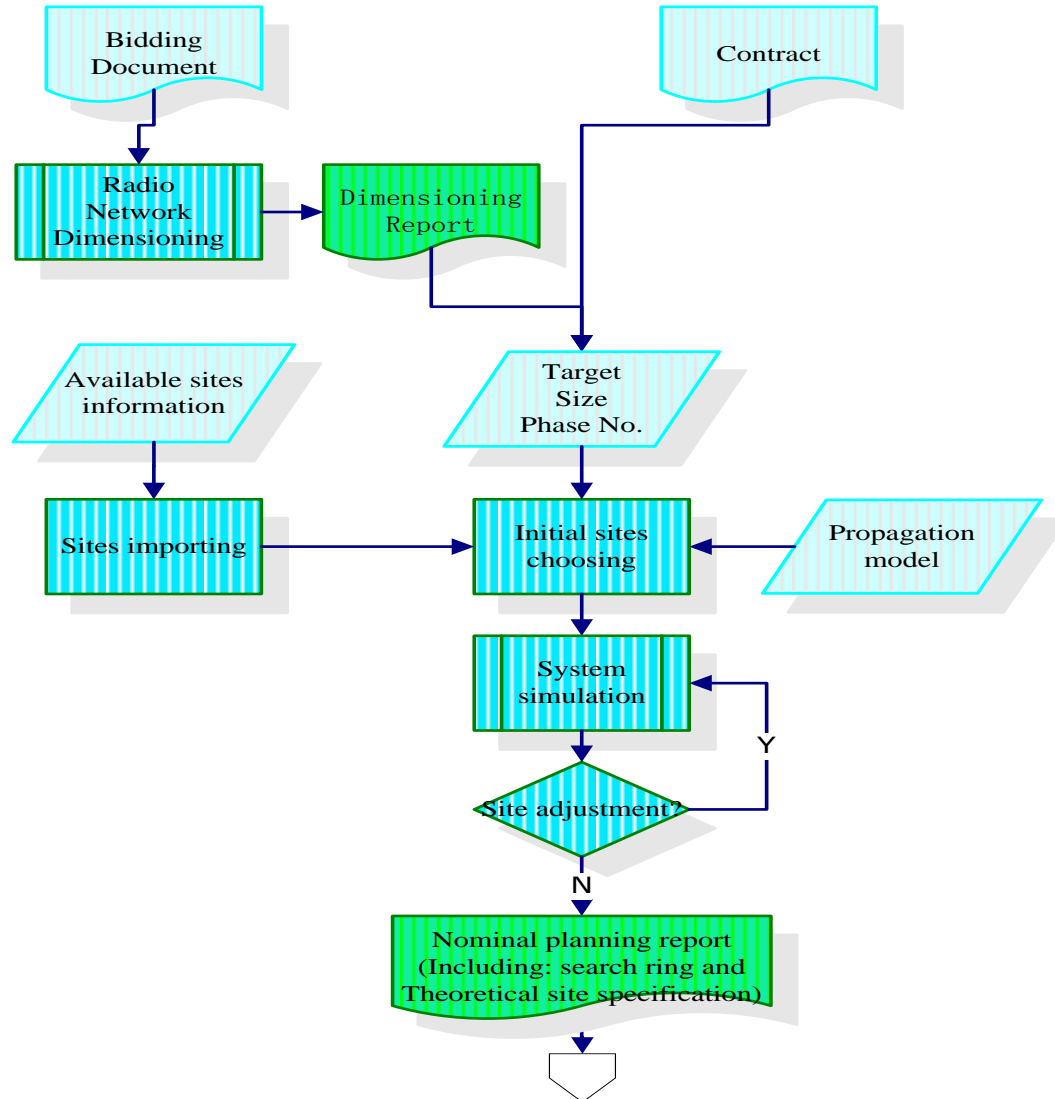 Bidding
Document
Contract
Radio
Network
Dimensioning
Dimensioning
Report
Available sites
information
Target
Size
Phase No.
Sites importing
Initial sites
choosing
Propagation
model
System
simulation
Y
Site adjustment?
N
Nominal planning report
(Including: search ring and
Theoretical site specification)